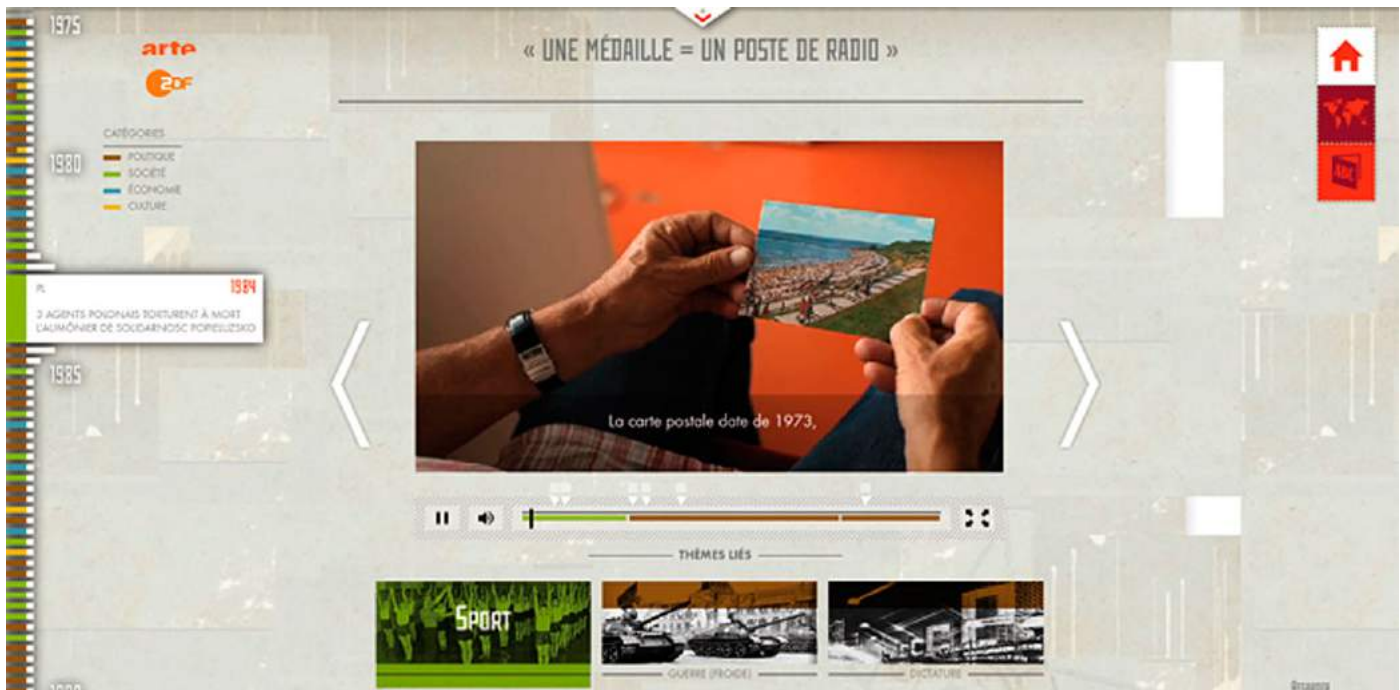 1975
arte
ZDF
« UNE MÉDAILLE = UN POSTE DE RADIO »
CATÉGORIES
POLITIQUE
SOCIÉTÉ
ÉCONOMIE
CULTURE
1980
PL
1984
3 AGENTS POLONAIS TORTURENT À MORT
L'AUMÔNIER DE SOLIDARNOSC POPIELUZSKO
1985
ABC
La carte postale date de 1973,
THÈMES LIÉS
SPORT
GUERRE (FROIDE)
DICTATURE